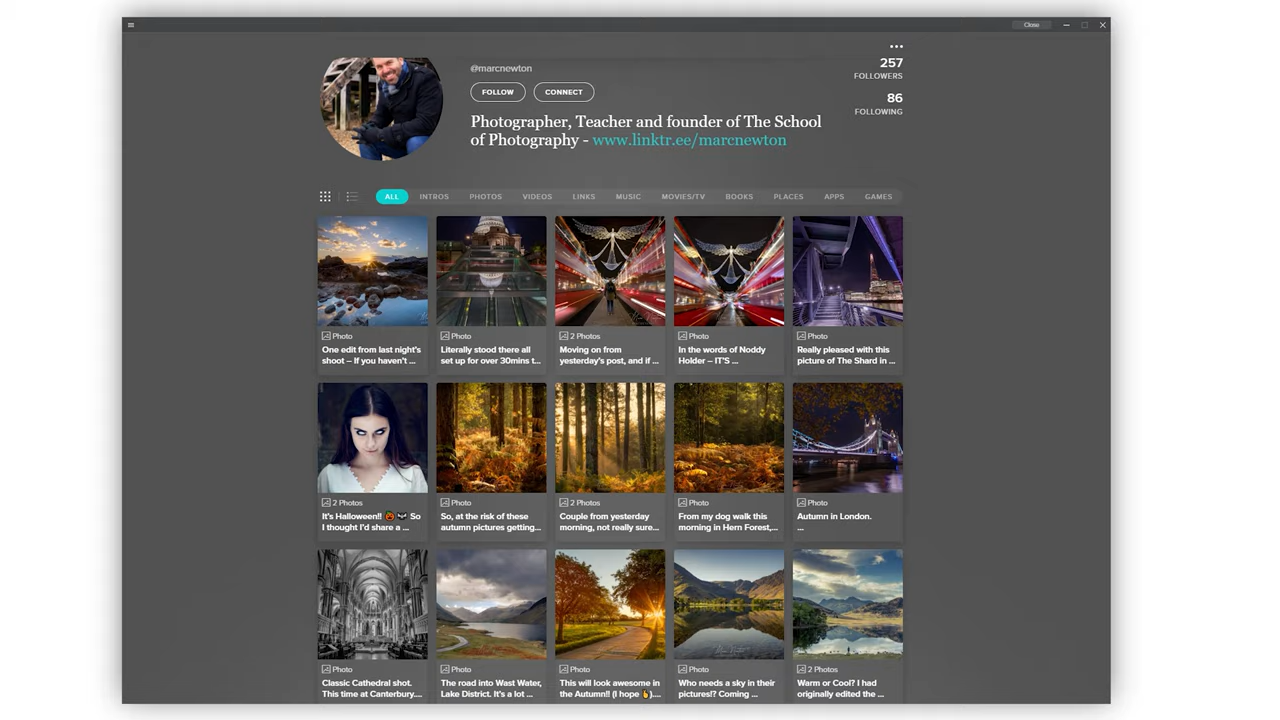 Close
@marcnewton
FOLLOW
CONNECT
257
FOLLOWERS
86
FOLLOWING
Photographer, Teacher and founder of The School
of Photography - www.linktr.ee/marcnewton
ALL INTROS PHOTOS VIDEOS LINKS MUSIC MOVIES/TV BOOKS PLACES APPS GAMES
Photo
One edit from last night's
shoot – If you haven't ...
Photo
Literally stood there all
set up for over 30mins t...
2 Photos
Moving on from
yesterday's post, and if ...
Photo
In the words of Noddy
Holder – IT'S ...
Photo
Really pleased with this
picture of The Shard in ...
2 Photos
It's Halloween!! 🎃🦇 So
I thought I'd share a ...
Photo
So, at the risk of these
autumn pictures getting...
2 Photos
Couple from yesterday
morning, not really sure...
Photo
From my dog walk this
morning in Hern Forest,...
Photo
Autumn in London.
...
Photo
Classic Cathedral shot.
This time at Canterbury....
Photo
The road into Wast Water,
Lake District. It's a lot ...
Photo
This will look awesome in
the Autumn!! (I hope 🤞)....
Photo
Who needs a sky in their
pictures!? Coming ...
2 Photos
Warm or Cool? I had
originally edited the ...